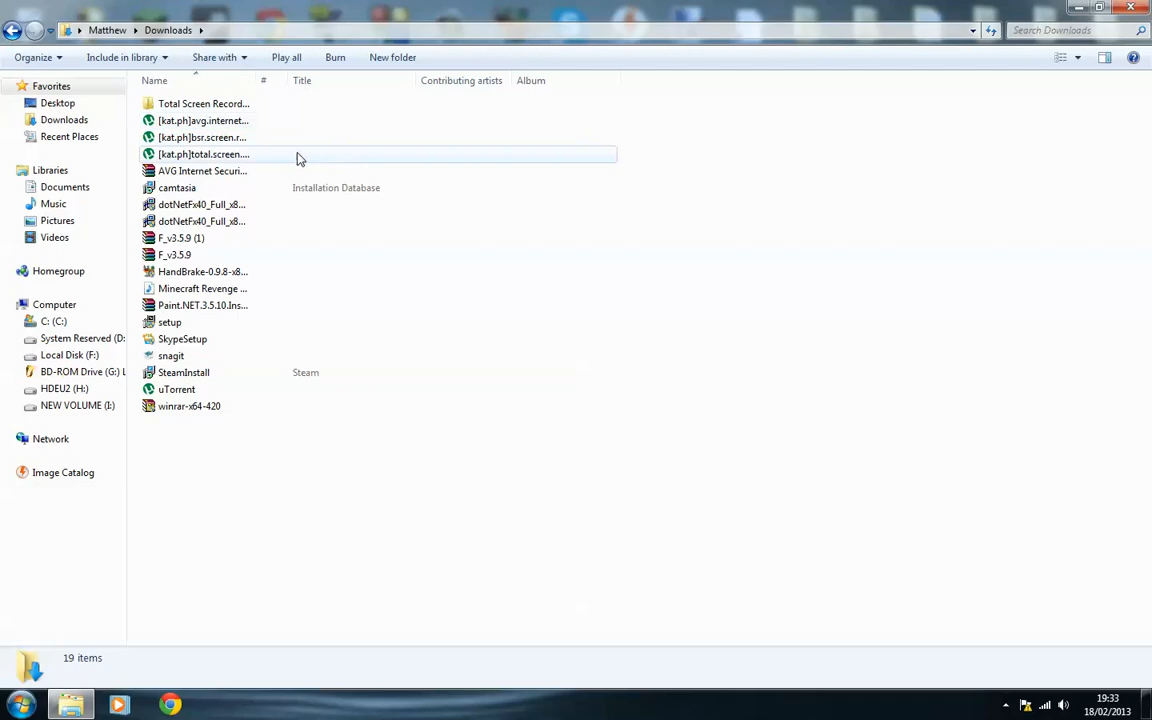 Matthew Downloads Search Downloads
Organize Include in library Share with Play all Burn New folder
Favorites
Desktop
Downloads
Recent Places
Libraries
Documents
Music
Pictures
Videos
Homegroup
Computer
C: (C:)
System Reserved (D:
Local Disk (F:)
BD-ROM Drive (G:) L
HDEU2 (H:)
NEW VOLUME (I:)
Network
Image Catalog
Name # Title Contributing artists Album
Total Screen Record...
[kat.ph]avg.internet...
[kat.ph]bsr.screen.r...
[kat.ph]total.screen....
AVG Internet Securi...
camtasia Installation Database
dotNetFx40_Full_x8...
dotNetFx40_Full_x8...
F_v3.5.9 (1)
F_v3.5.9
HandBrake-0.9.8-x8...
Minecraft Revenge ...
Paint.NET.3.5.10.Ins...
setup
SkypeSetup
snagit
SteamInstall Steam
uTorrent
winrar-x64-420
19 items
19:33
18/02/2013